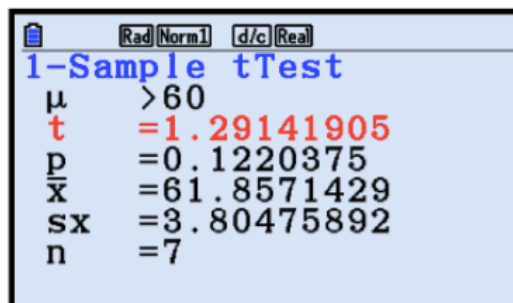 Rad Norm1 d/c Real
1-Sample tTest
μ >60
t =1.29141905
p =0.1220375
x̄ =61.8571429
sx =3.80475892
n =7